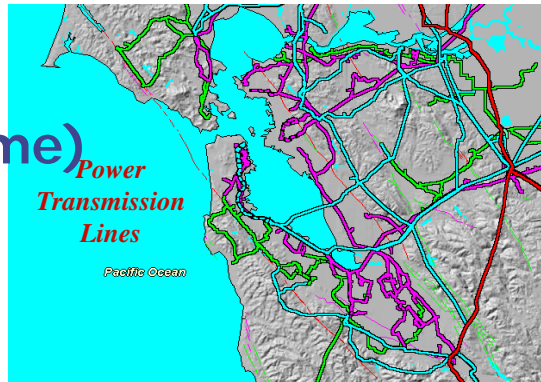 me)
Power
Transmission
Lines
Pacific Ocean